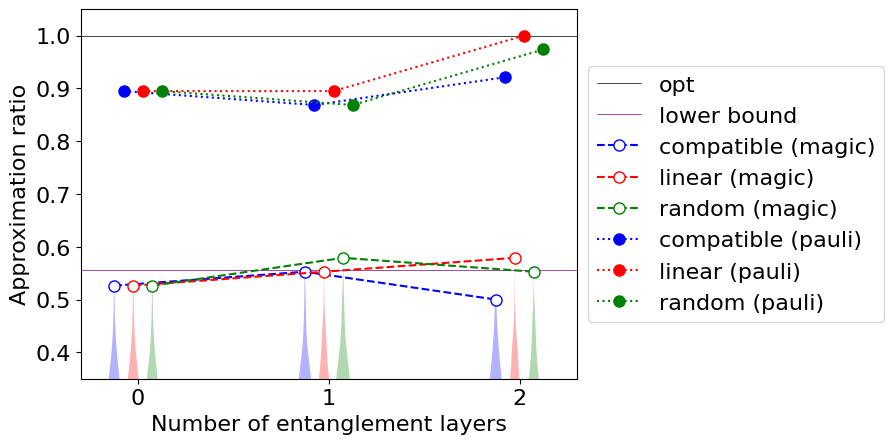 Approximation ratio
1.0
0.9
0.8
0.7
0.6
0.5
0.4
0
1
2
Number of entanglement layers
opt
lower bound
compatible (magic)
linear (magic)
random (magic)
compatible (pauli)
linear (pauli)
random (pauli)